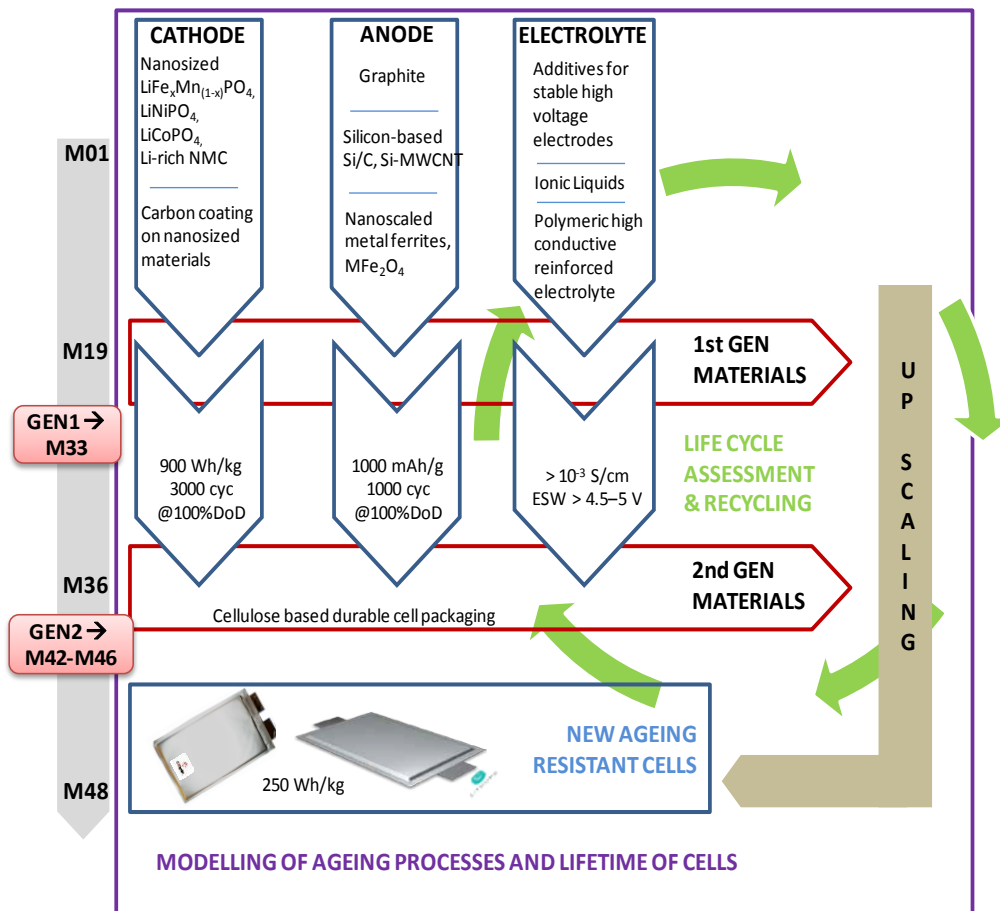 CATHODE
Nanosized
LiFeₓMn₍₁₋ₓ₎PO₄,
LiNiPO₄,
LiCoPO₄,
Li-rich NMC
Carbon coating
on nanosized
materials
ANODE
Graphite
Silicon-based
Si/C, Si-MWCNT
Nanoscaled
metal ferrites,
MFe₂O₄
ELECTROLYTE
Additives for
stable high
voltage
electrodes
Ionic Liquids
Polymeric high
conductive
reinforced
electrolyte
M01
M19
1st GEN
MATERIALS
GEN1 →
M33
900 Wh/kg
3000 cyc
@100%DoD
1000 mAh/g
1000 cyc
@100%DoD
> 10⁻³ S/cm
ESW > 4.5–5 V
LIFE CYCLE
ASSESSMENT
& RECYCLING
UP SCALING
M36
2nd GEN
MATERIALS
Cellulose based durable cell packaging
GEN2 →
M42-M46
NEW AGEING
RESISTANT CELLS
250 Wh/kg
M48
MODELLING OF AGEING PROCESSES AND LIFETIME OF CELLS